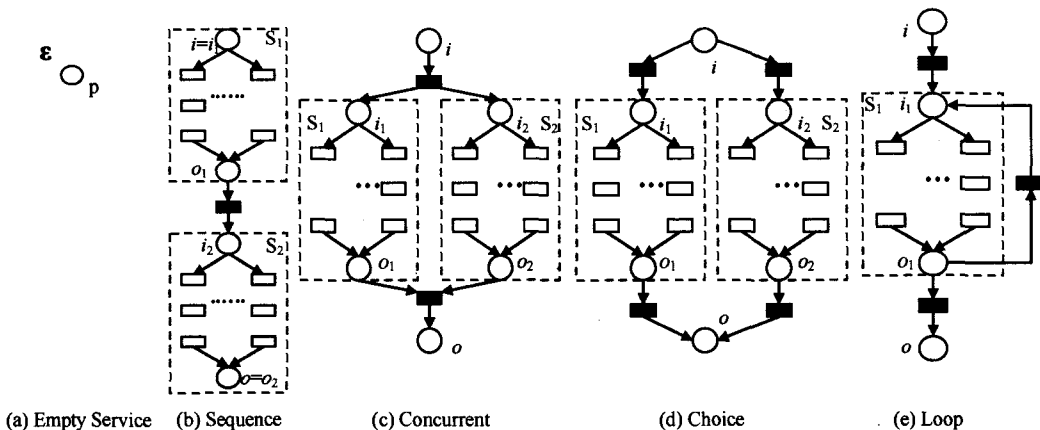 ε
p
i=i
S1
o1
i2
S2
o=o2
i
S1
i1
i2
S2
o1
o2
o
i
S1
i1
i2
S2
o1
o2
o
i
S1
i1
o1
o
(a) Empty Service
(b) Sequence
(c) Concurrent
(d) Choice
(e) Loop